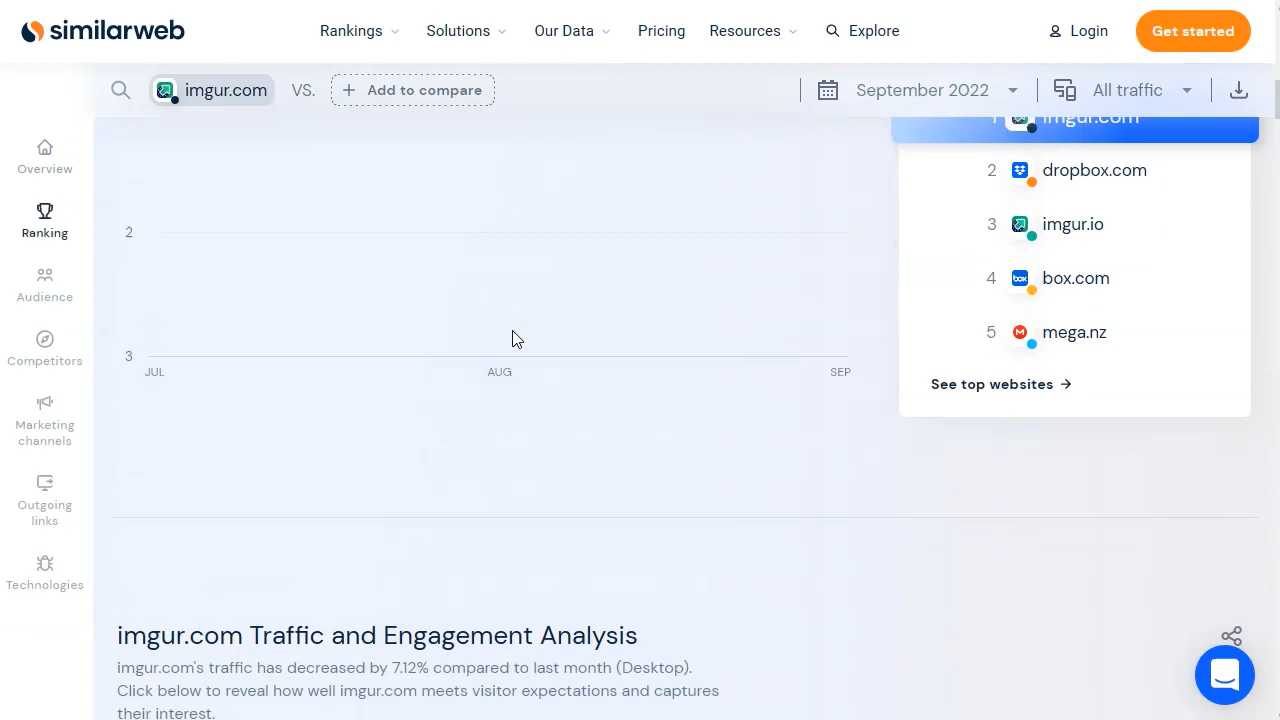 similarweb
Rankings
Solutions
Our Data
Pricing
Resources
Explore
Login
Get started
imgur.com
VS.
Add to compare
September 2022
All traffic
Overview
Ranking
Audience
Competitors
Marketing
channels
Outgoing
links
Technologies
2
3
JUL
AUG
SEP
1 imgur.com
2 dropbox.com
3 imgur.io
4 box
box.com
5 M
mega.nz
See top websites →
imgur.com Traffic and Engagement Analysis
imgur.com's traffic has decreased by 7.12% compared to last month (Desktop).
Click below to reveal how well imgur.com meets visitor expectations and captures
their interest.